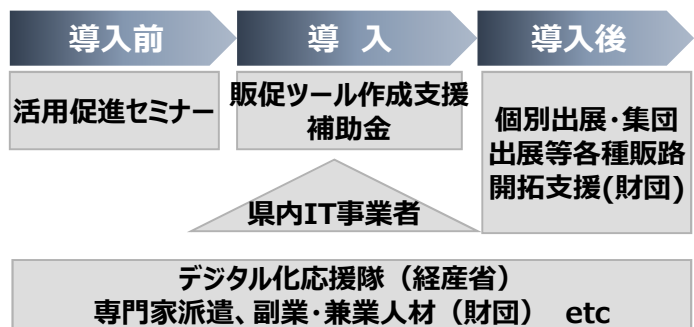 導入前
導 入
導入後
活用促進セミナー
販促ツール作成支援
補助金
個別出展・集団
出展等各種販路
開拓支援(財団)
県内IT事業者
デジタル化応援隊（経産省）
専門家派遣、副業・兼業人材（財団） etc